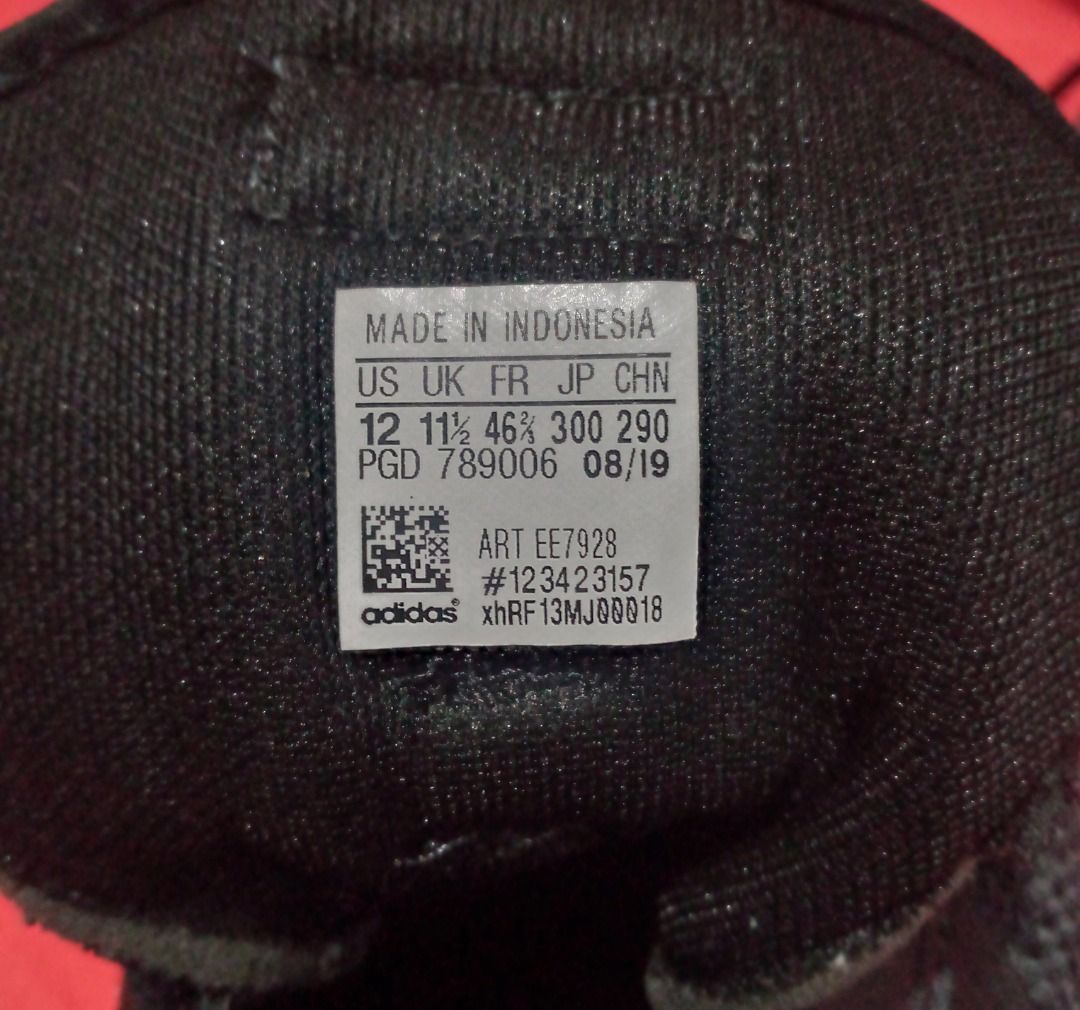 MADE IN INDONESIA
US UK FR JP CHN
12 11½ 46⅔ 300 290
PGD 789006 08/19
ART EE7928
#123423157
adidas® xhRF13MJ00018